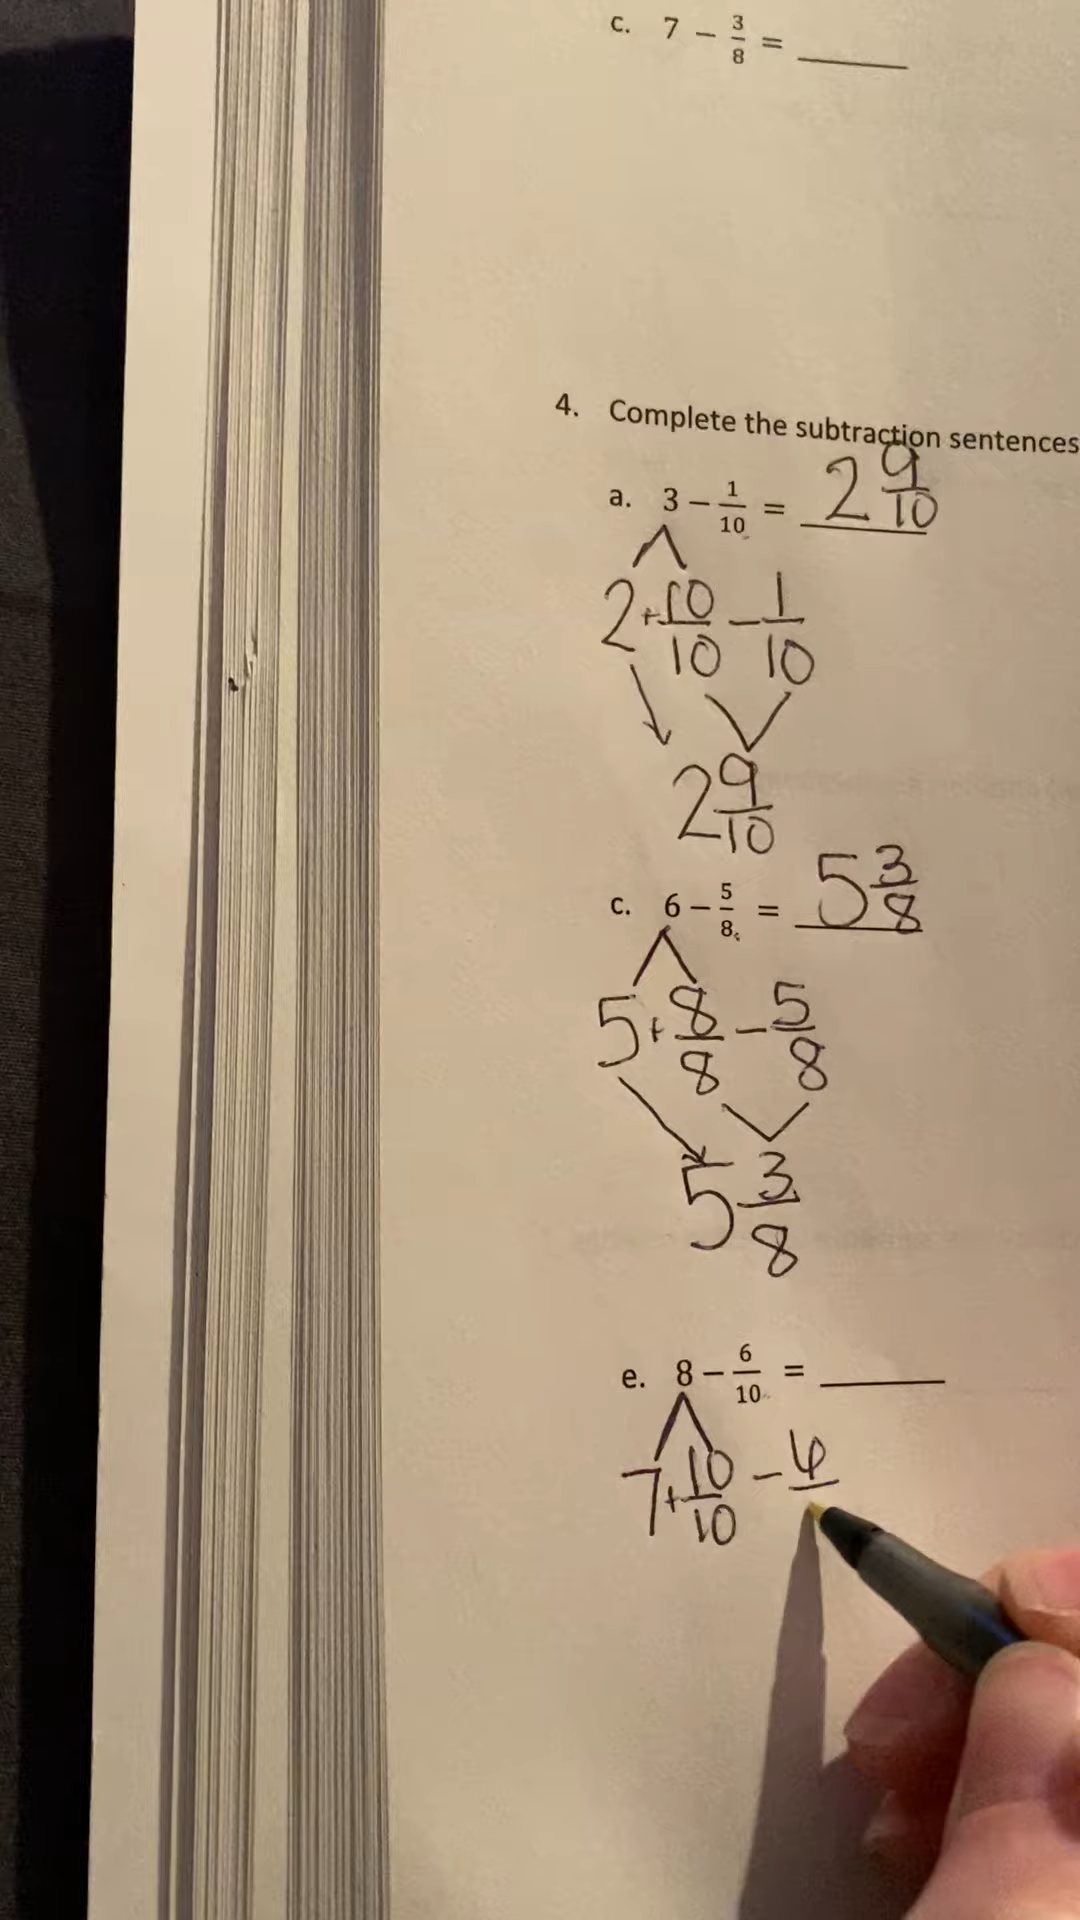 c. 7 − 3/8 = ______
4. Complete the subtraction sentences
a. 3 − 1/10 = 2 9/10
2 + 10/10 − 1/10
2 9/10
c. 6 − 5/8 = 5 3/8
5 + 8/8 − 5/8
5 3/8
e. 8 − 6/10 = ______
7 + 10/10 − 6/